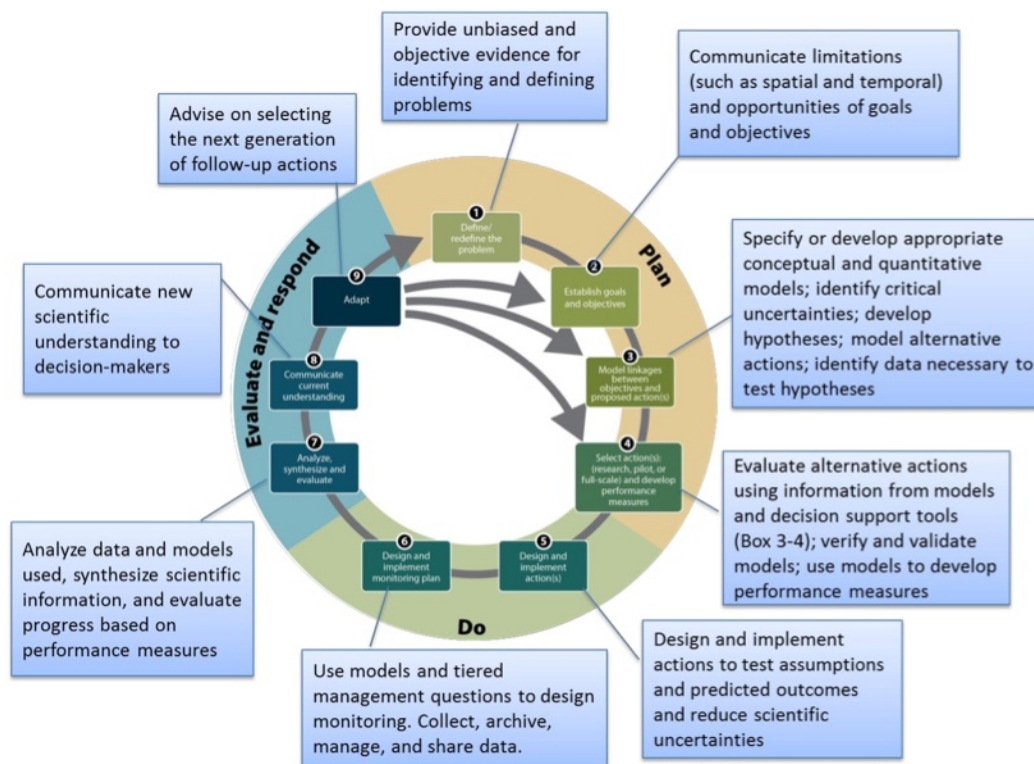 Provide unbiased and
objective evidence for
identifying and defining
problems
Communicate limitations
(such as spatial and temporal)
and opportunities of goals
and objectives
Advise on selecting
the next generation
of follow-up actions
1
Define/
redefine the
problem
Plan
2
Establish goals
and objectives
Specify or develop appropriate
conceptual and quantitative
models; identify critical
uncertainties; develop
hypotheses; model alternative
actions; identify data necessary to
test hypotheses
9
Adapt
Evaluate and respond
Communicate new
scientific
understanding to
decision-makers
3
Model linkages
between
objectives and
proposed action(s)
8
Communicate
current
understanding
4
Select action(s):
(research, pilot, or
full-scale) and develop
performance
measures
7
Analyze,
synthesize and
evaluate
Evaluate alternative actions
using information from models
and decision support tools
(Box 3-4); verify and validate
models; use models to develop
performance measures
Analyze data and models
used, synthesize scientific
information, and evaluate
progress based on
performance measures
6
Design and
implement
monitoring plan
5
Design and
implement
action(s)
Do
Use models and tiered
management questions to design
monitoring. Collect, archive,
manage, and share data.
Design and implement
actions to test assumptions
and predicted outcomes
and reduce scientific
uncertainties